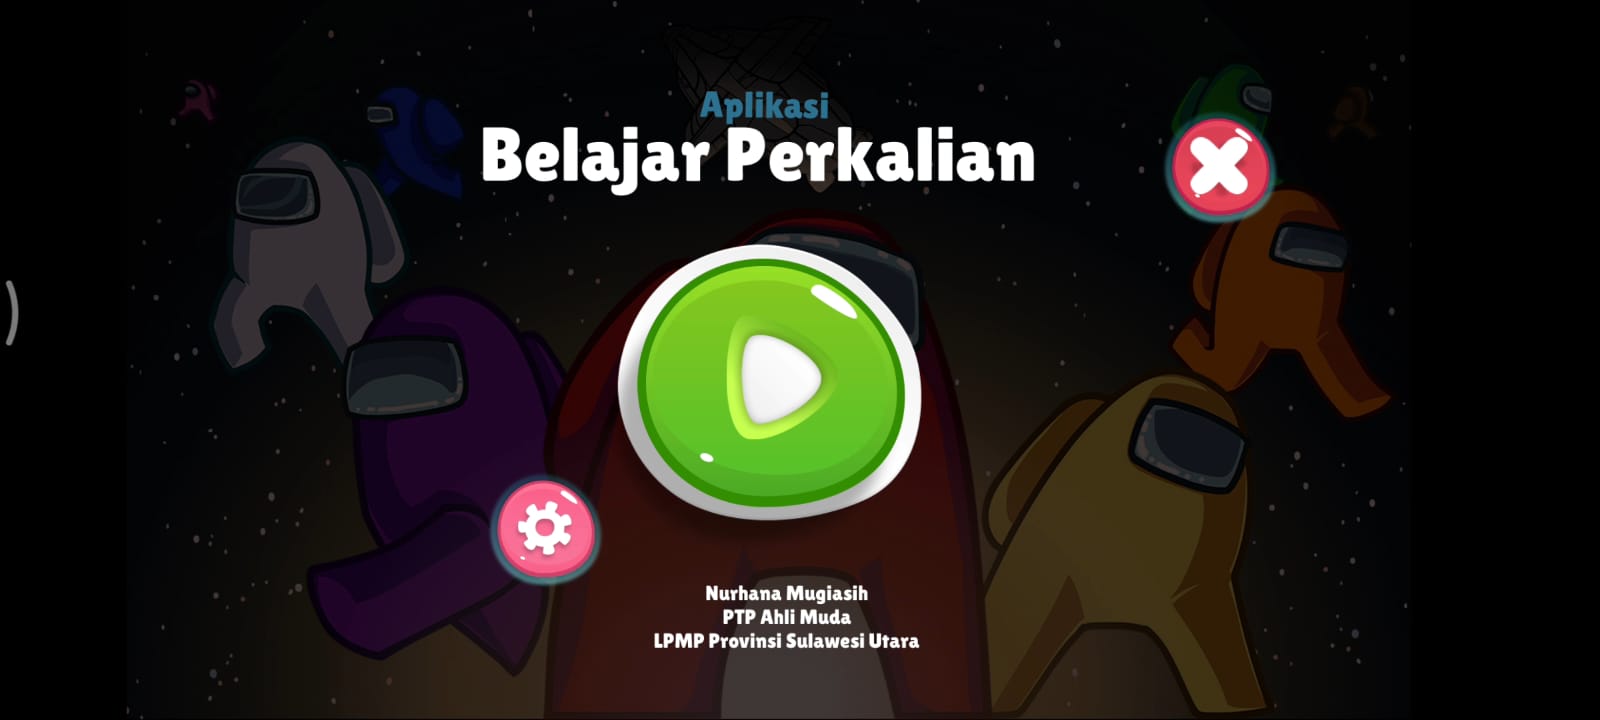 Aplikasi
Belajar Perkalian
Nurhana Mugiasih
PTP Ahli Muda
LPMP Provinsi Sulawesi Utara